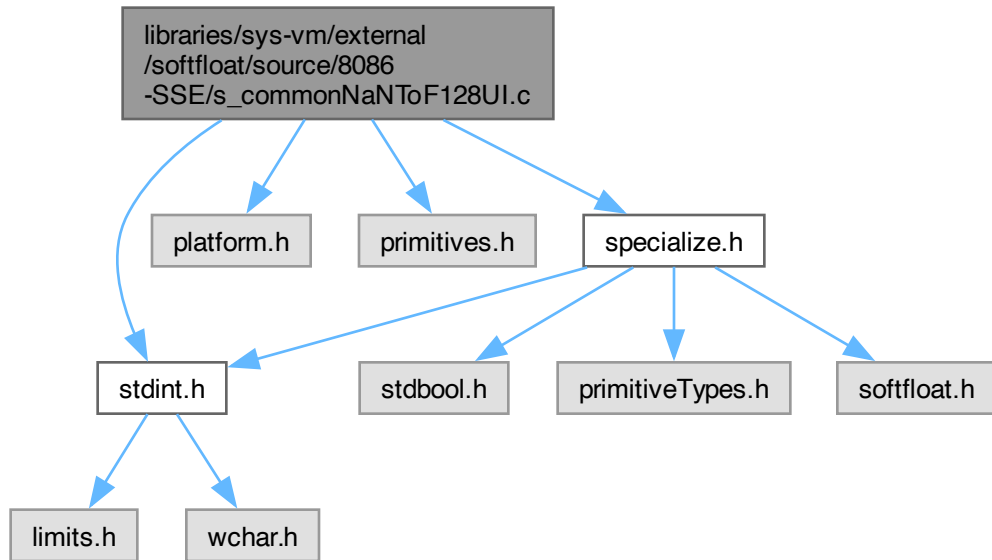 libraries/sys-vm/external
/softfloat/source/8086
-SSE/s_commonNaNToF128UI.c
platform.h
primitives.h
specialize.h
stdint.h
stdbool.h
primitiveTypes.h
softfloat.h
limits.h
wchar.h